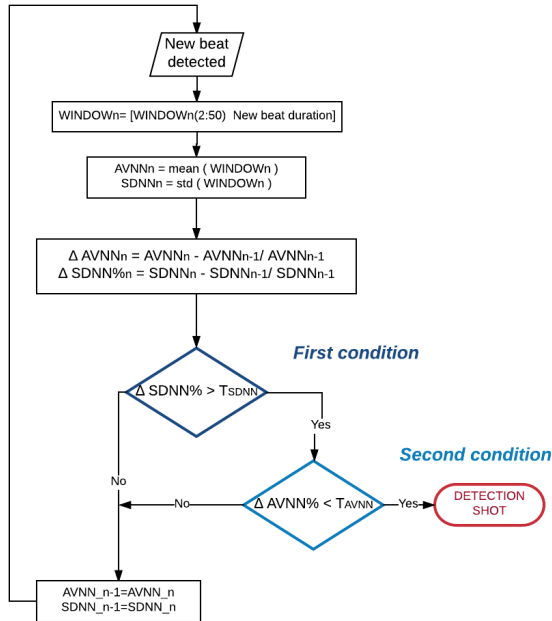 New beat
detected
WINDOWn= [WINDOWn(2:50)  New beat duration]
AVNNn = mean ( WINDOWn )
SDNNn = std ( WINDOWn )
Δ AVNNn = AVNNn - AVNNn-1/ AVNNn-1
Δ SDNN%n = SDNNn - SDNNn-1/ SDNNn-1
First condition
Δ SDNN% > TSDNN
Yes
Second condition
No
Δ AVNN% < TAVNN
No
Yes
DETECTION
SHOT
AVNN_n-1=AVNN_n
SDNN_n-1=SDNN_n